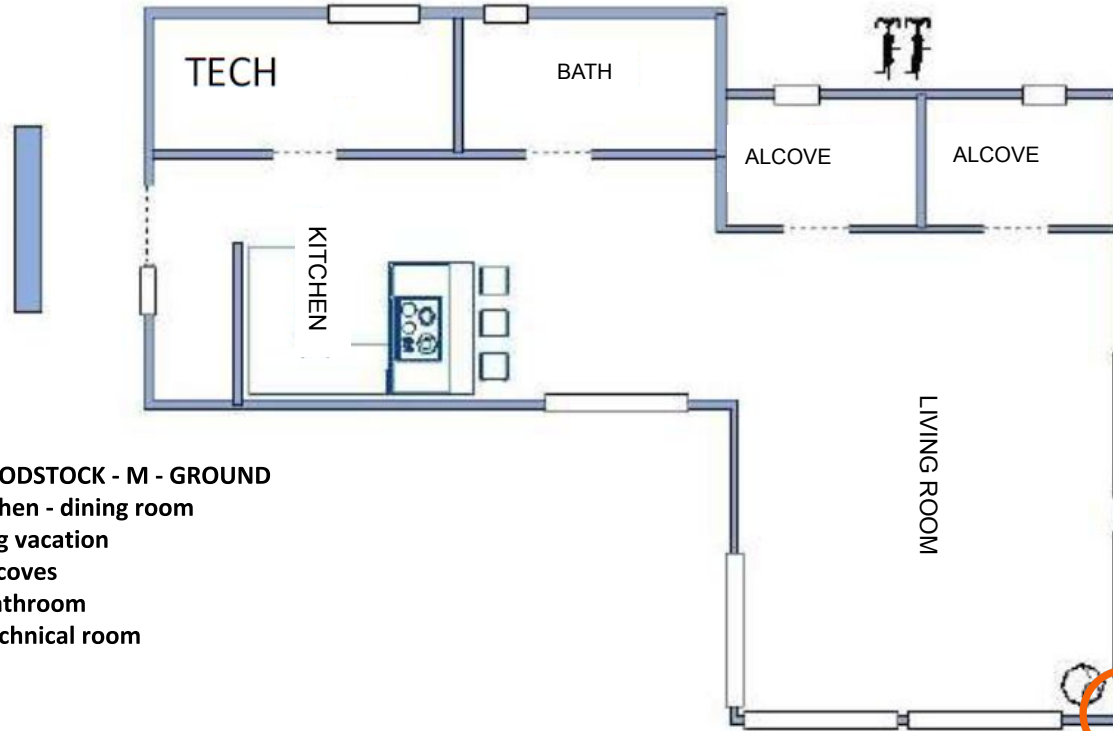 TECH
BATH
ALCOVE
ALCOVE
KITCHEN
LIVING ROOM
ODSTOCK - M - GROUND
hen - dining room
g vacation
coves
athroom
chnical room